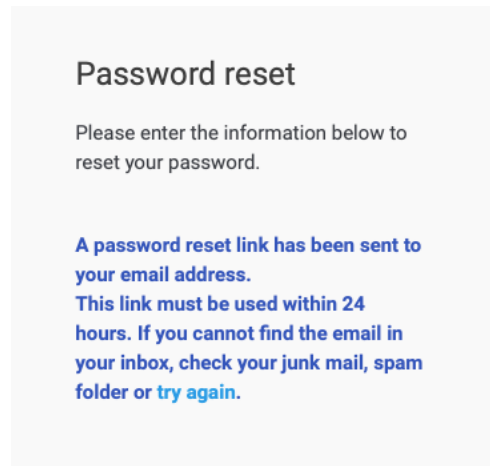 Password reset
Please enter the information below to
reset your password.
A password reset link has been sent to
your email address.
This link must be used within 24
hours. If you cannot find the email in
your inbox, check your junk mail, spam
folder or try again.